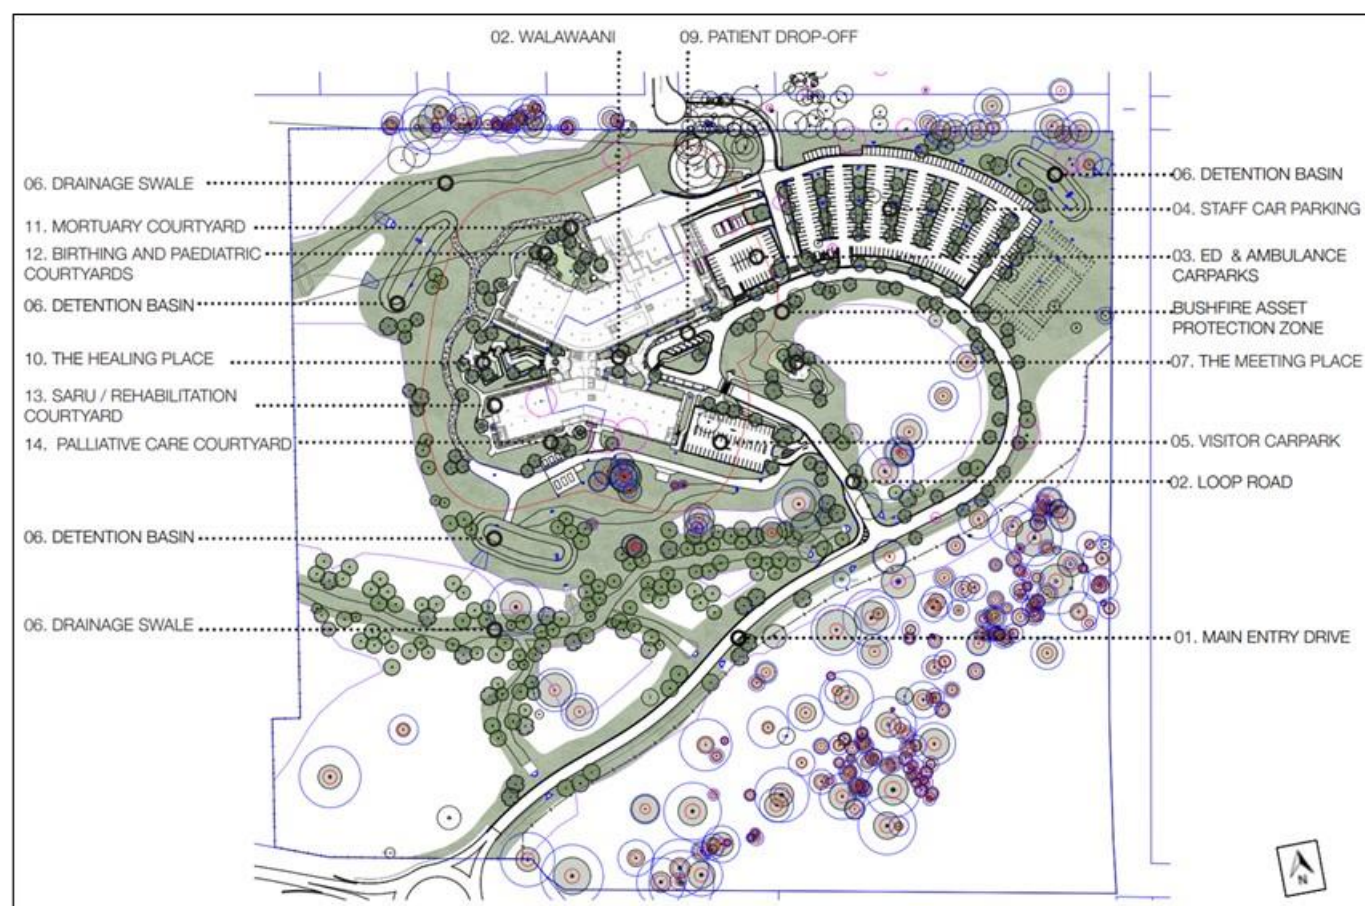 02. WALAWAANI
09. PATIENT DROP-OFF
06. DRAINAGE SWALE
11. MORTUARY COURTYARD
12. BIRTHING AND PAEDIATRIC
COURTYARDS
06. DETENTION BASIN
10. THE HEALING PLACE
13. SARU / REHABILITATION
COURTYARD
14. PALLIATIVE CARE COURTYARD
06. DETENTION BASIN
06. DRAINAGE SWALE
06. DETENTION BASIN
04. STAFF CAR PARKING
03. ED & AMBULANCE
CARPARKS
BUSHFIRE ASSET
PROTECTION ZONE
07. THE MEETING PLACE
05. VISITOR CARPARK
02. LOOP ROAD
01. MAIN ENTRY DRIVE
N